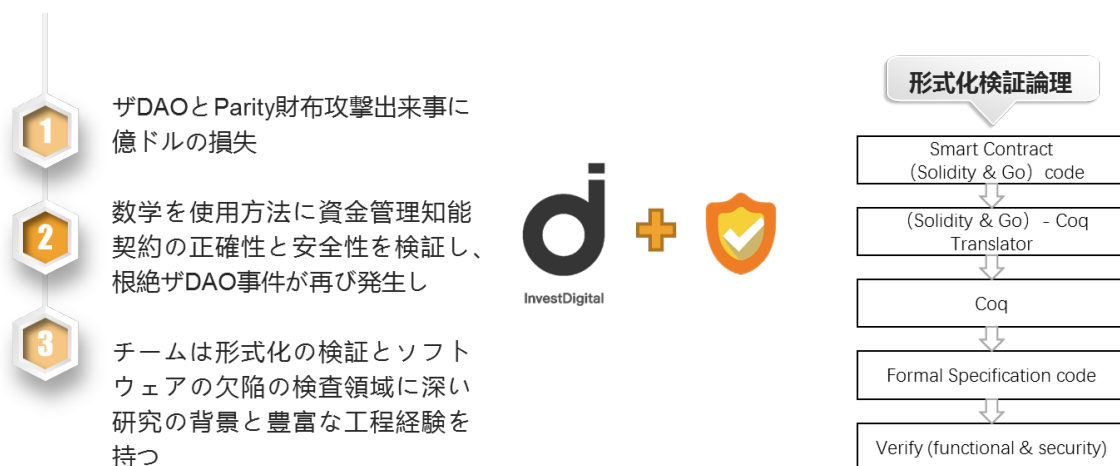 1
ザDAOとParity財布攻撃出来事に
億ドルの損失
2
数学を使用方法に資金管理知能
契約の正確性と安全性を検証し、
根絶ザDAO事件が再び発生し
3
チームは形式化の検証とソフト
ウェアの欠陥の検査領域に深い
研究の背景と豊富な工程経験を
持つ
InvestDigital
形式化検証論理
Smart Contract
（Solidity & Go）code
（Solidity & Go）- Coq
Translator
Coq
Formal Specification code
Verify (functional & security)